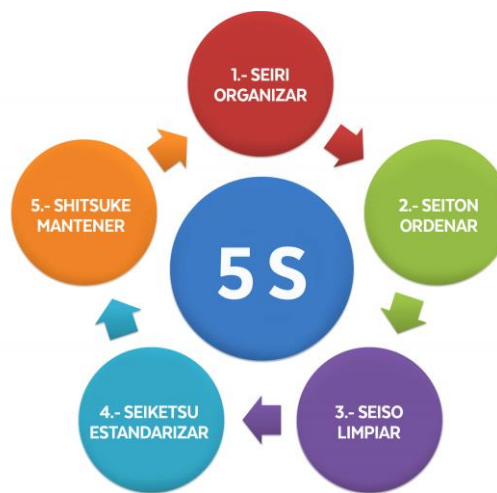 1.- SEIRI
ORGANIZAR
2.- SEITON
ORDENAR
3.- SEISO
LIMPIAR
4.- SEIKETSU
ESTANDARIZAR
5.- SHITSUKE
MANTENER
5 S